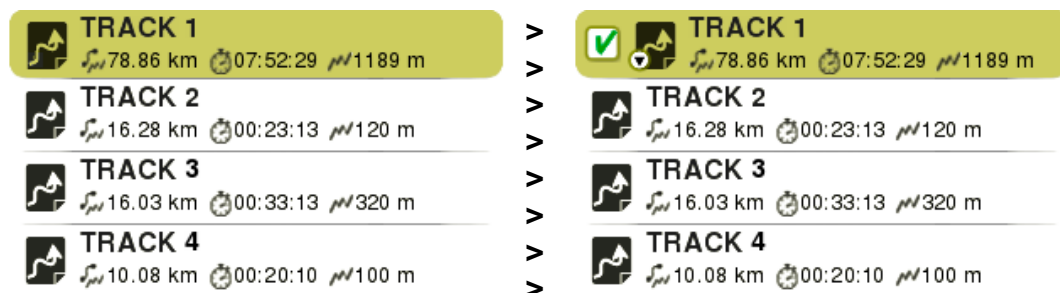 TRACK 1
78.86 km 07:52:29 1189 m
TRACK 2
16.28 km 00:23:13 120 m
TRACK 3
16.03 km 00:33:13 320 m
TRACK 4
10.08 km 00:20:10 100 m
>
>
>
>
>
>
>
>
TRACK 1
78.86 km 07:52:29 1189 m
TRACK 2
16.28 km 00:23:13 120 m
TRACK 3
16.03 km 00:33:13 320 m
TRACK 4
10.08 km 00:20:10 100 m